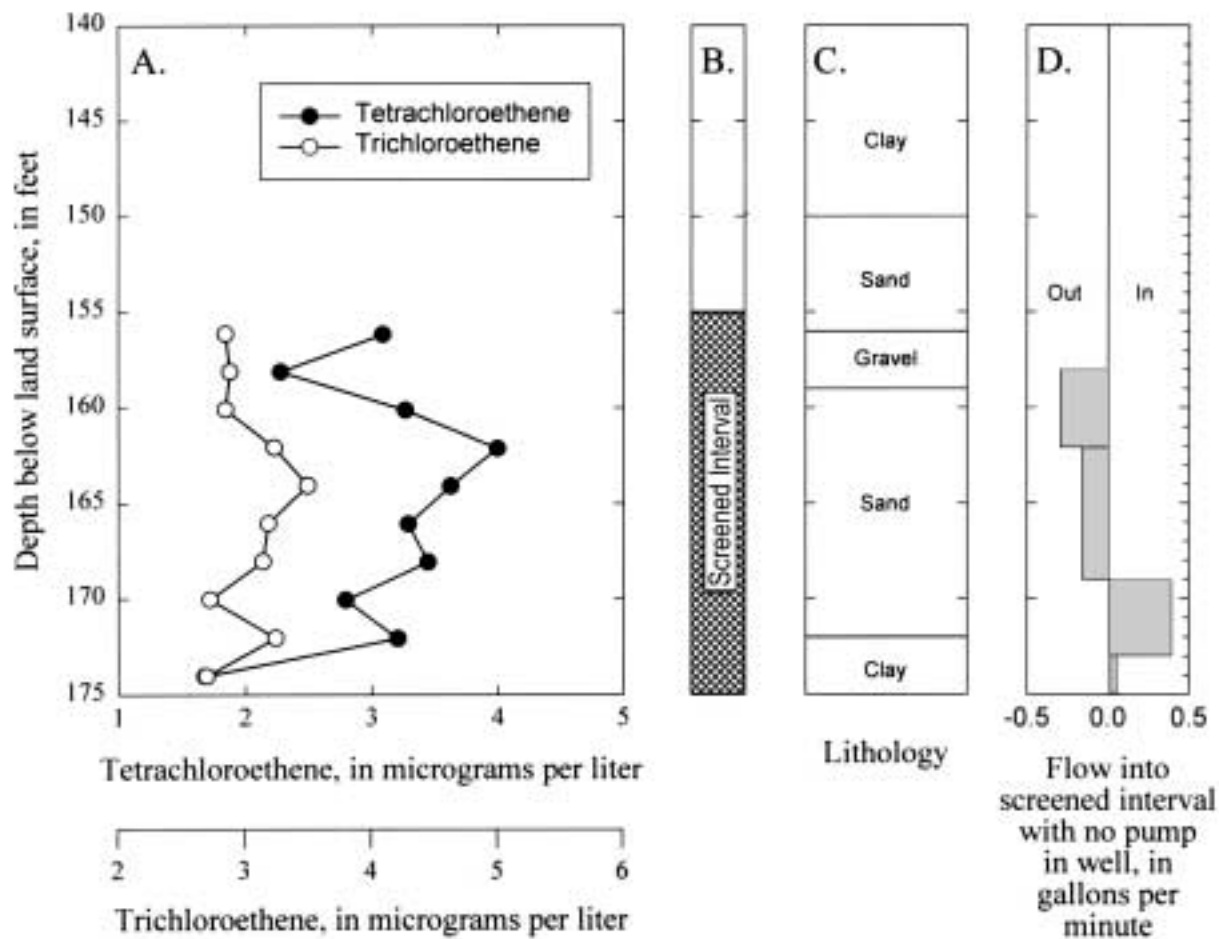 A.
Tetrachloroethene
Trichloroethene
140
145
150
155
160
165
170
175
Depth below land surface, in feet
1 2 3 4 5
Tetrachloroethene, in micrograms per liter
2 3 4 5 6
Trichloroethene, in micrograms per liter
B.
Screened Interval
C.
Clay
Sand
Gravel
Sand
Clay
Lithology
D.
Out In
-0.5 0.0 0.5
Flow into
screened interval
with no pump
in well, in
gallons per
minute